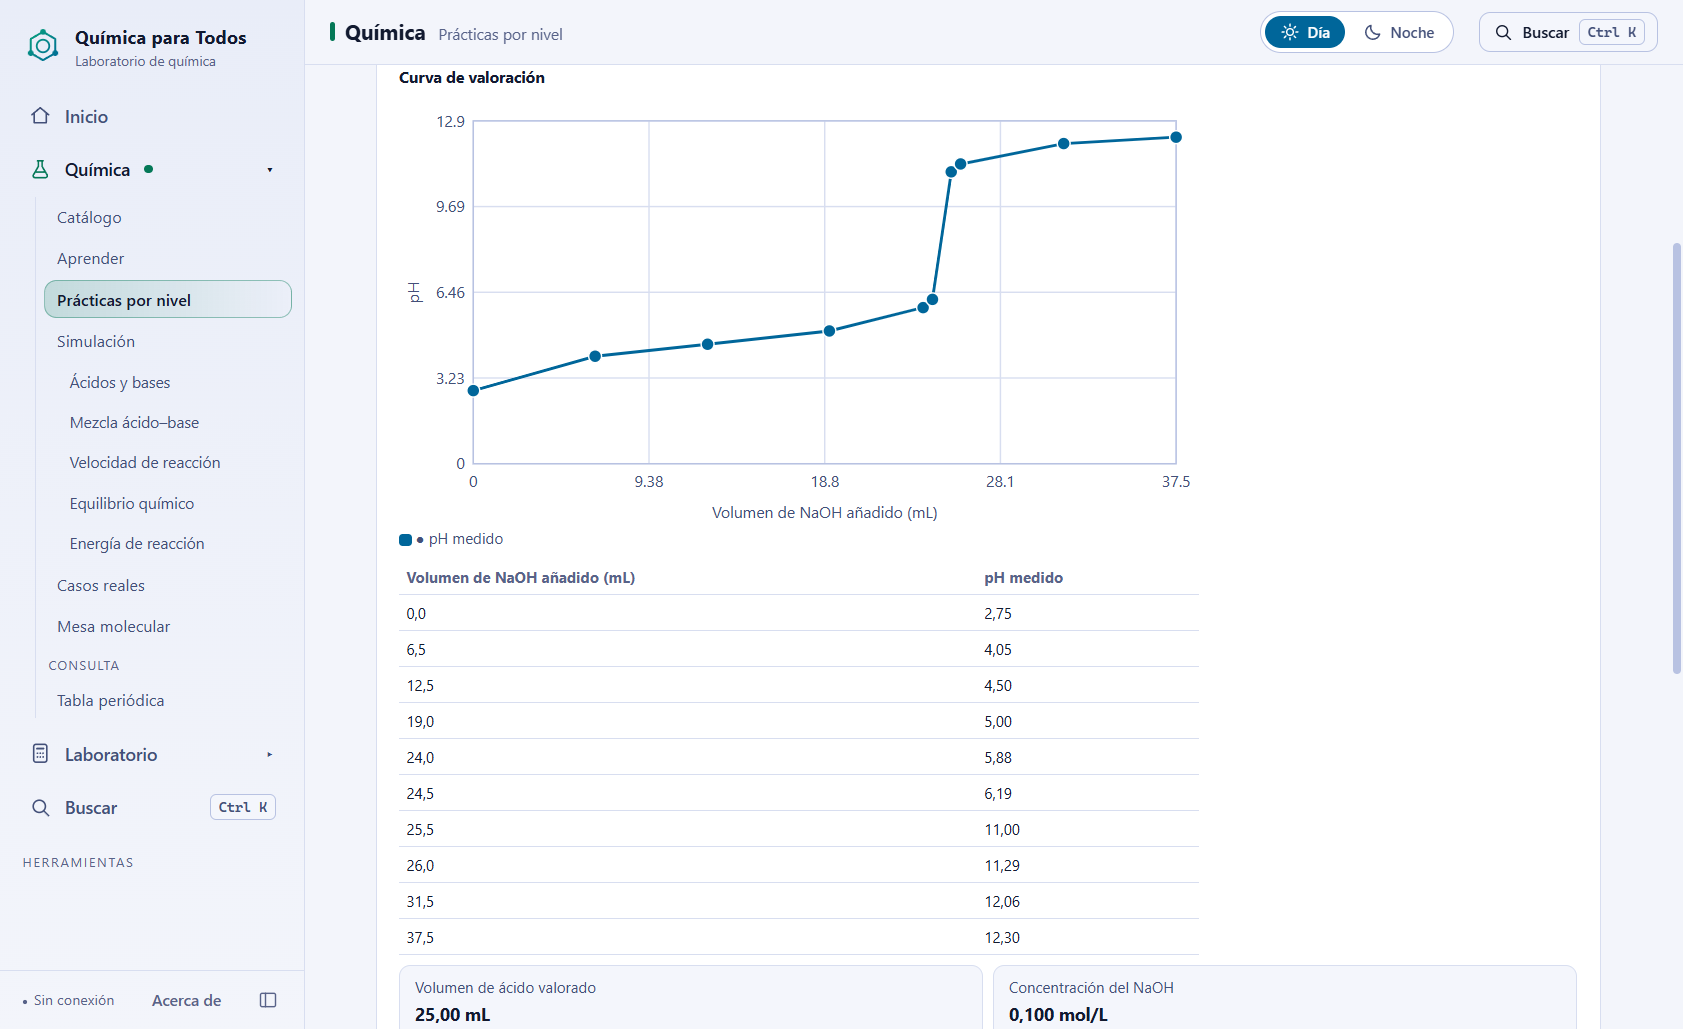 Química para Todos
Laboratorio de química
Inicio
Química
Catálogo
Aprender
Prácticas por nivel
Simulación
Ácidos y bases
Mezcla ácido–base
Velocidad de reacción
Equilibrio químico
Energía de reacción
Casos reales
Mesa molecular
CONSULTA
Tabla periódica
Laboratorio
Buscar Ctrl K
HERRAMIENTAS
Sin conexión Acerca de
Química Prácticas por nivel
Día Noche
Buscar Ctrl K
Curva de valoración
12.9
9.69
6.46
3.23
0
pH
0 9.38 18.8 28.1 37.5
Volumen de NaOH añadido (mL)
pH medido
Volumen de NaOH añadido (mL) pH medido
0,0 2,75
6,5 4,05
12,5 4,50
19,0 5,00
24,0 5,88
24,5 6,19
25,5 11,00
26,0 11,29
31,5 12,06
37,5 12,30
Volumen de ácido valorado
25,00 mL
Concentración del NaOH
0,100 mol/L